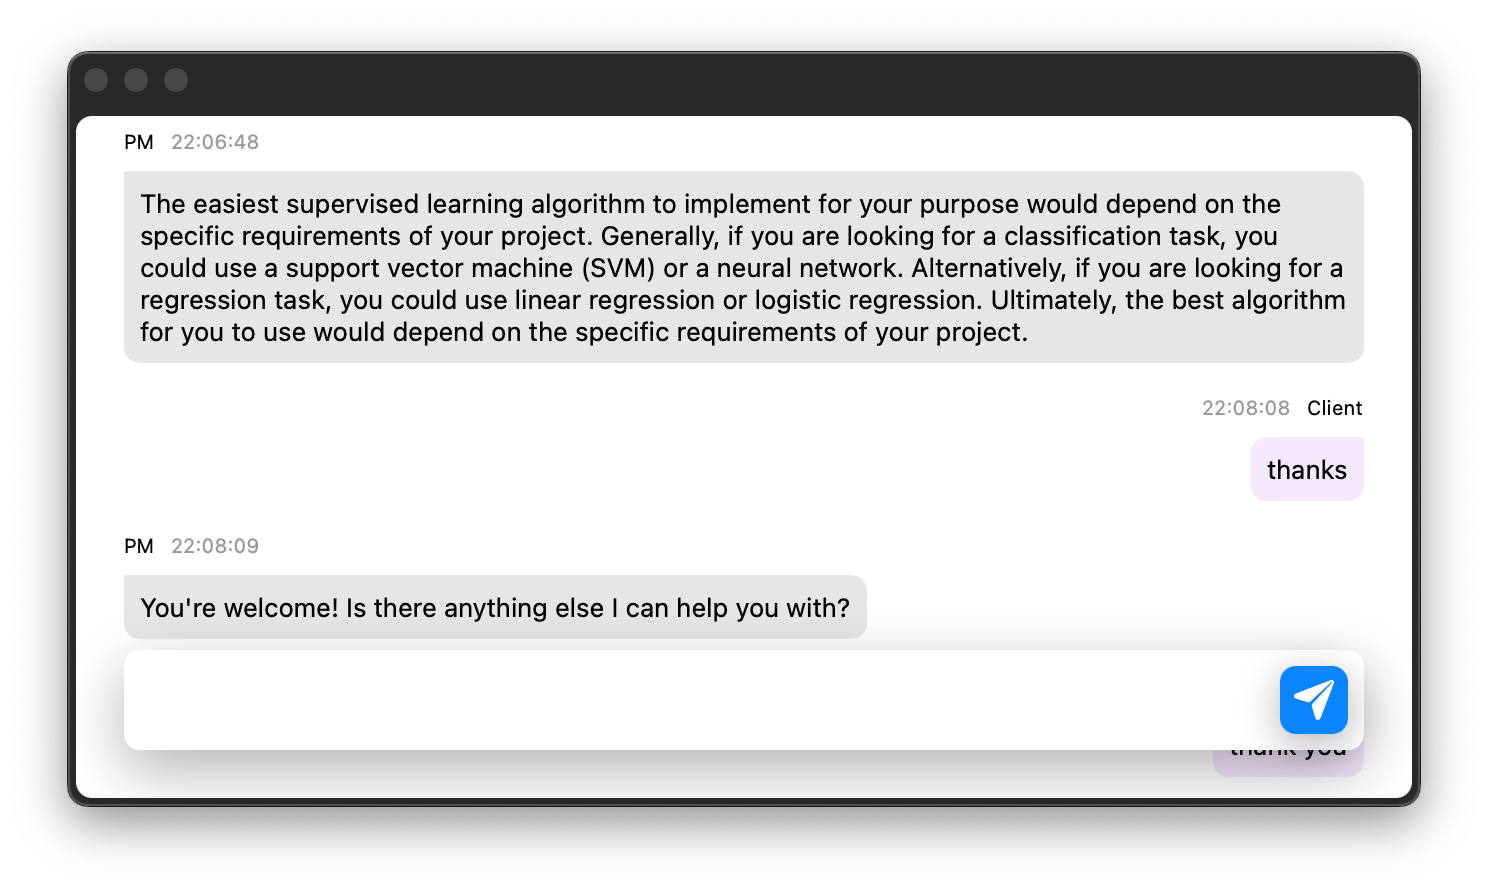 PM 22:06:48
The easiest supervised learning algorithm to implement for your purpose would depend on the
specific requirements of your project. Generally, if you are looking for a classification task, you
could use a support vector machine (SVM) or a neural network. Alternatively, if you are looking for a
regression task, you could use linear regression or logistic regression. Ultimately, the best algorithm
for you to use would depend on the specific requirements of your project.
22:08:08 Client
thanks
PM 22:08:09
You're welcome! Is there anything else I can help you with?
thank you